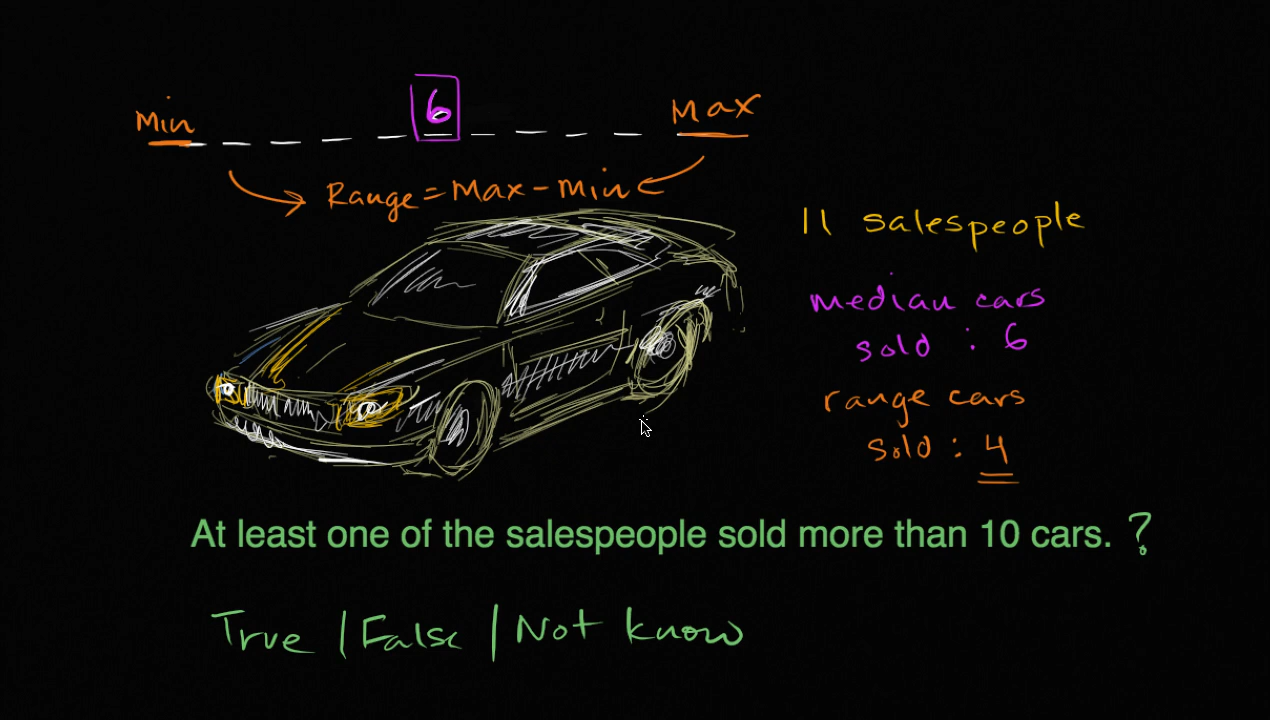 6
Min
Max
Range = Max - Min
11 salespeople
median cars
sold : 6
range cars
sold : 4
At least one of the salespeople sold more than 10 cars. ?
True | False | Not know